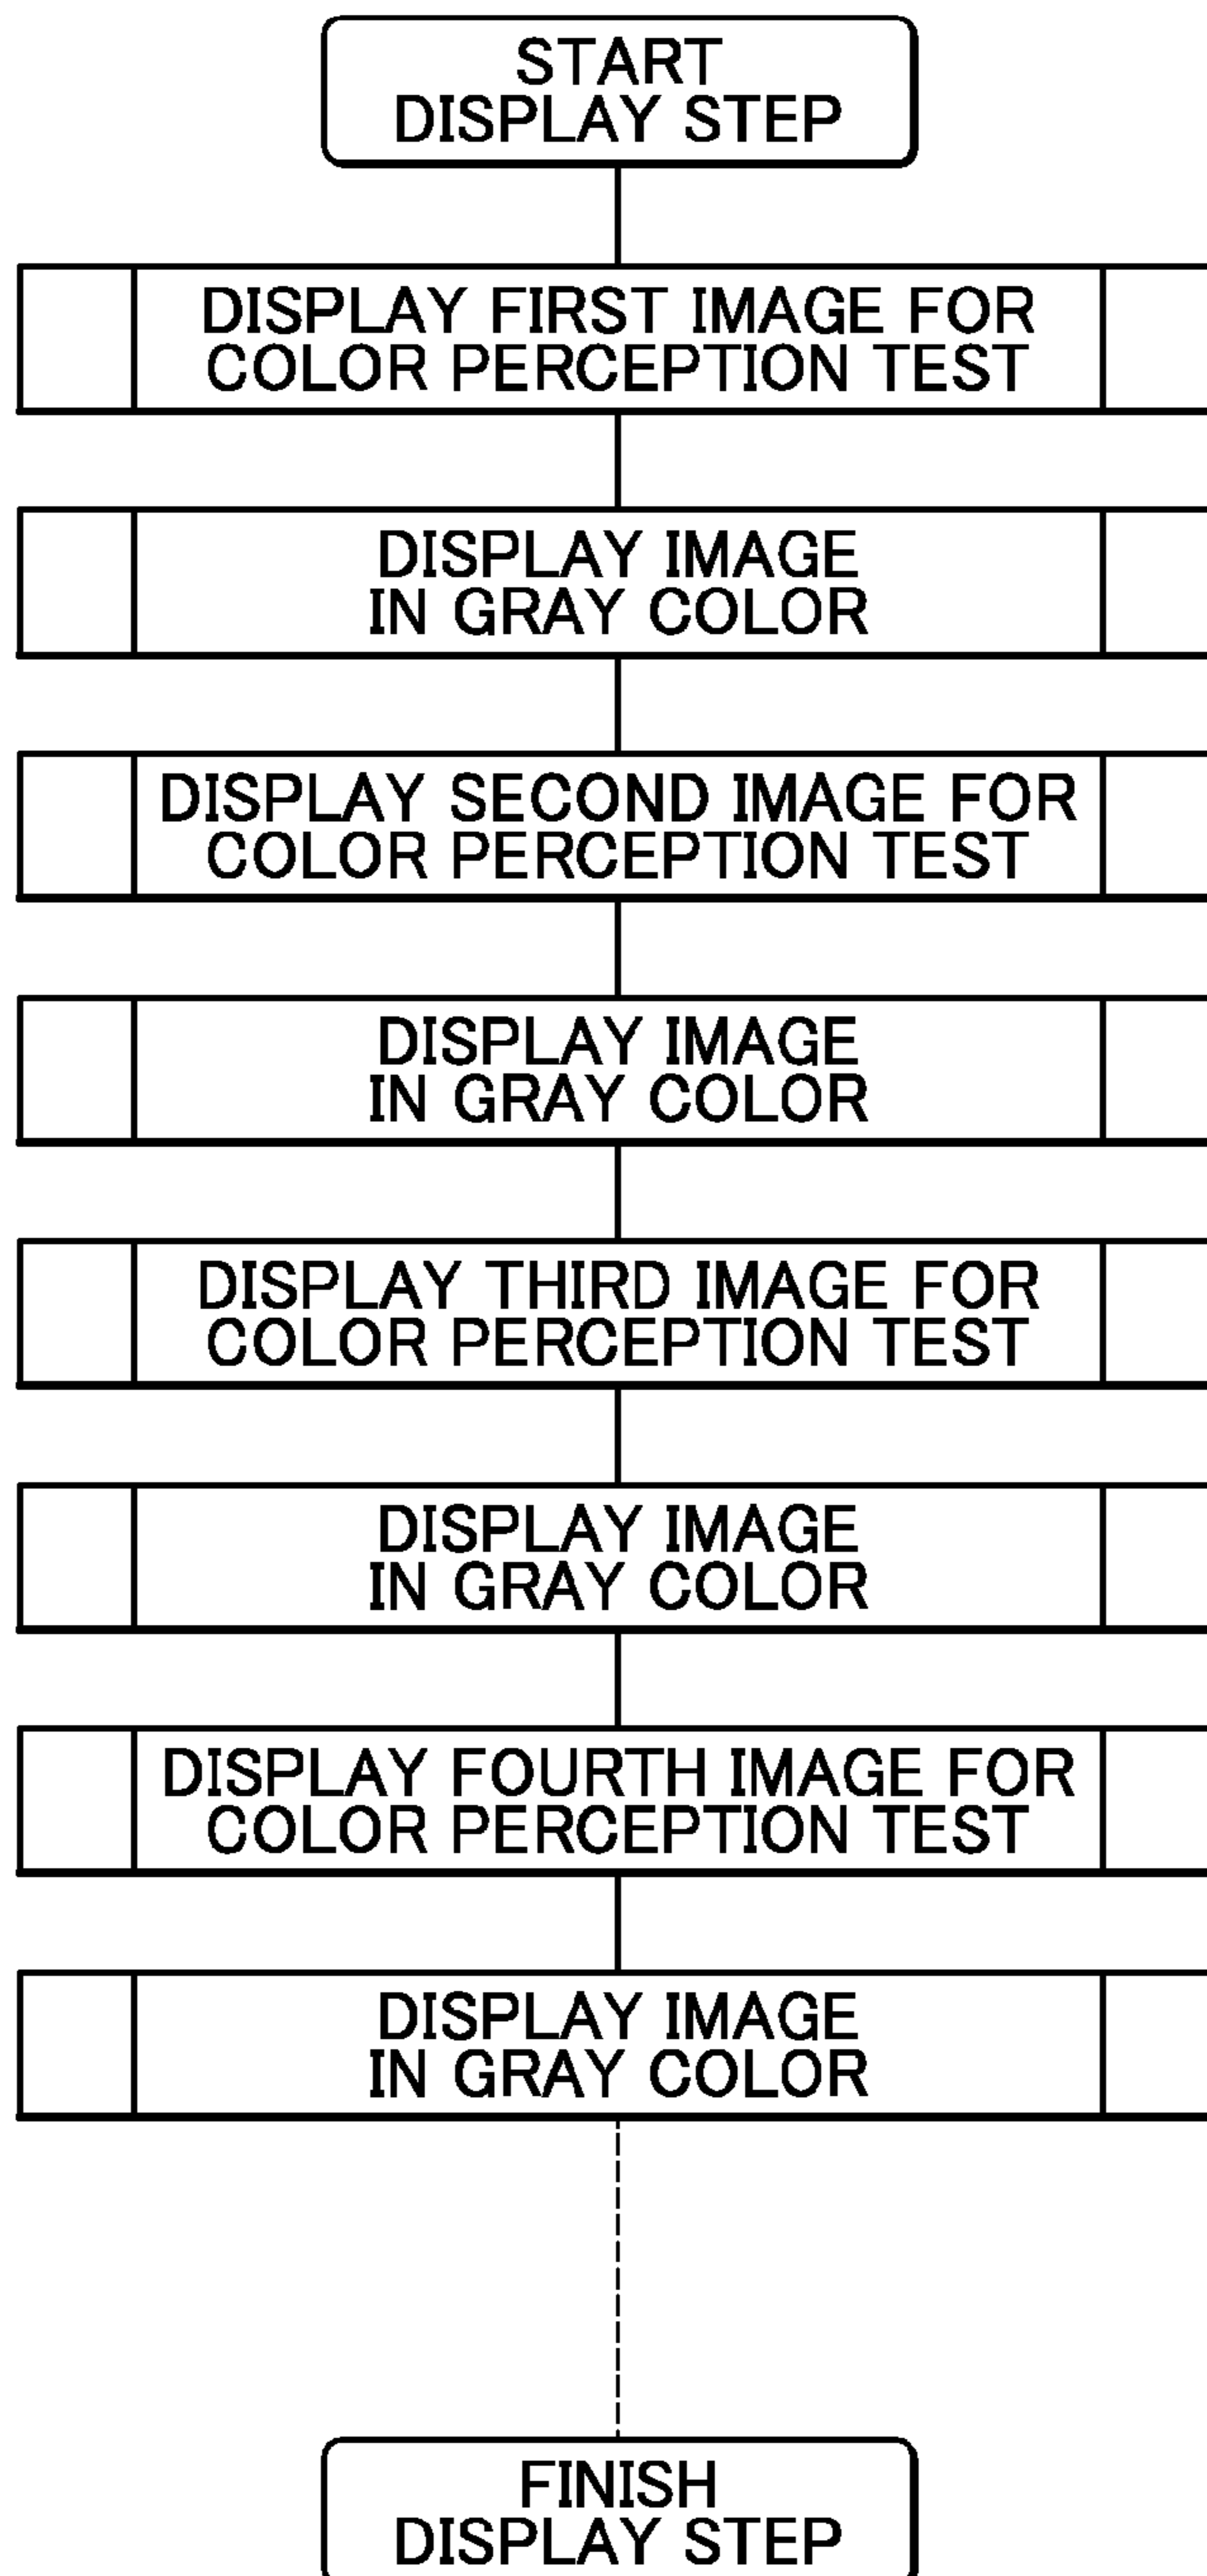 START
DISPLAY STEP
DISPLAY FIRST IMAGE FOR
COLOR PERCEPTION TEST
DISPLAY IMAGE
IN GRAY COLOR
DISPLAY SECOND IMAGE FOR
COLOR PERCEPTION TEST
DISPLAY IMAGE
IN GRAY COLOR
DISPLAY THIRD IMAGE FOR
COLOR PERCEPTION TEST
DISPLAY IMAGE
IN GRAY COLOR
DISPLAY FOURTH IMAGE FOR
COLOR PERCEPTION TEST
DISPLAY IMAGE
IN GRAY COLOR
FINISH
DISPLAY STEP